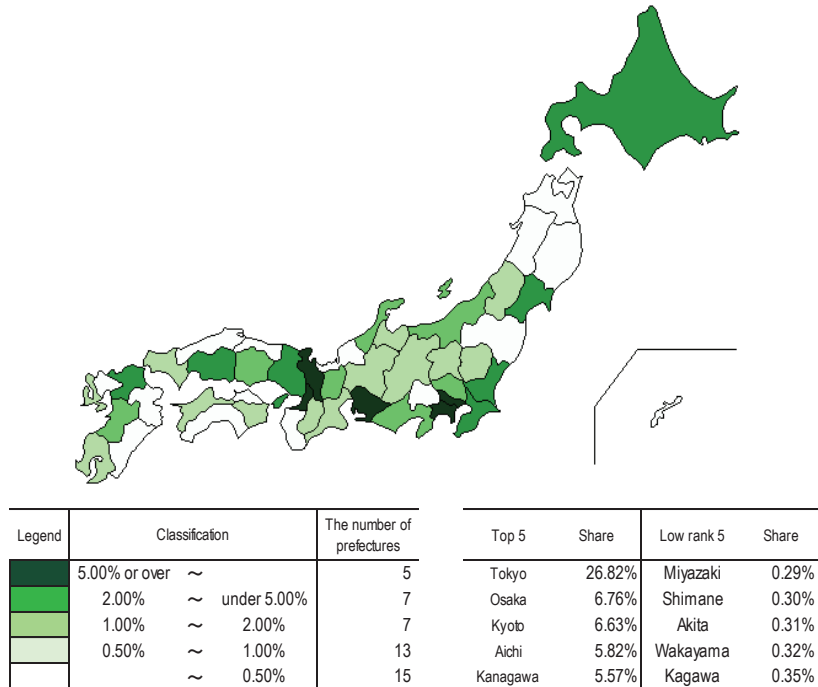 Legend Classification The number of prefectures
5.00% or over ～ 5
2.00% ～ under 5.00% 7
1.00% ～ 2.00% 7
0.50% ～ 1.00% 13
～ 0.50% 15
Top 5 Share Low rank 5 Share
Tokyo 26.82% Miyazaki 0.29%
Osaka 6.76% Shimane 0.30%
Kyoto 6.63% Akita 0.31%
Aichi 5.82% Wakayama 0.32%
Kanagawa 5.57% Kagawa 0.35%